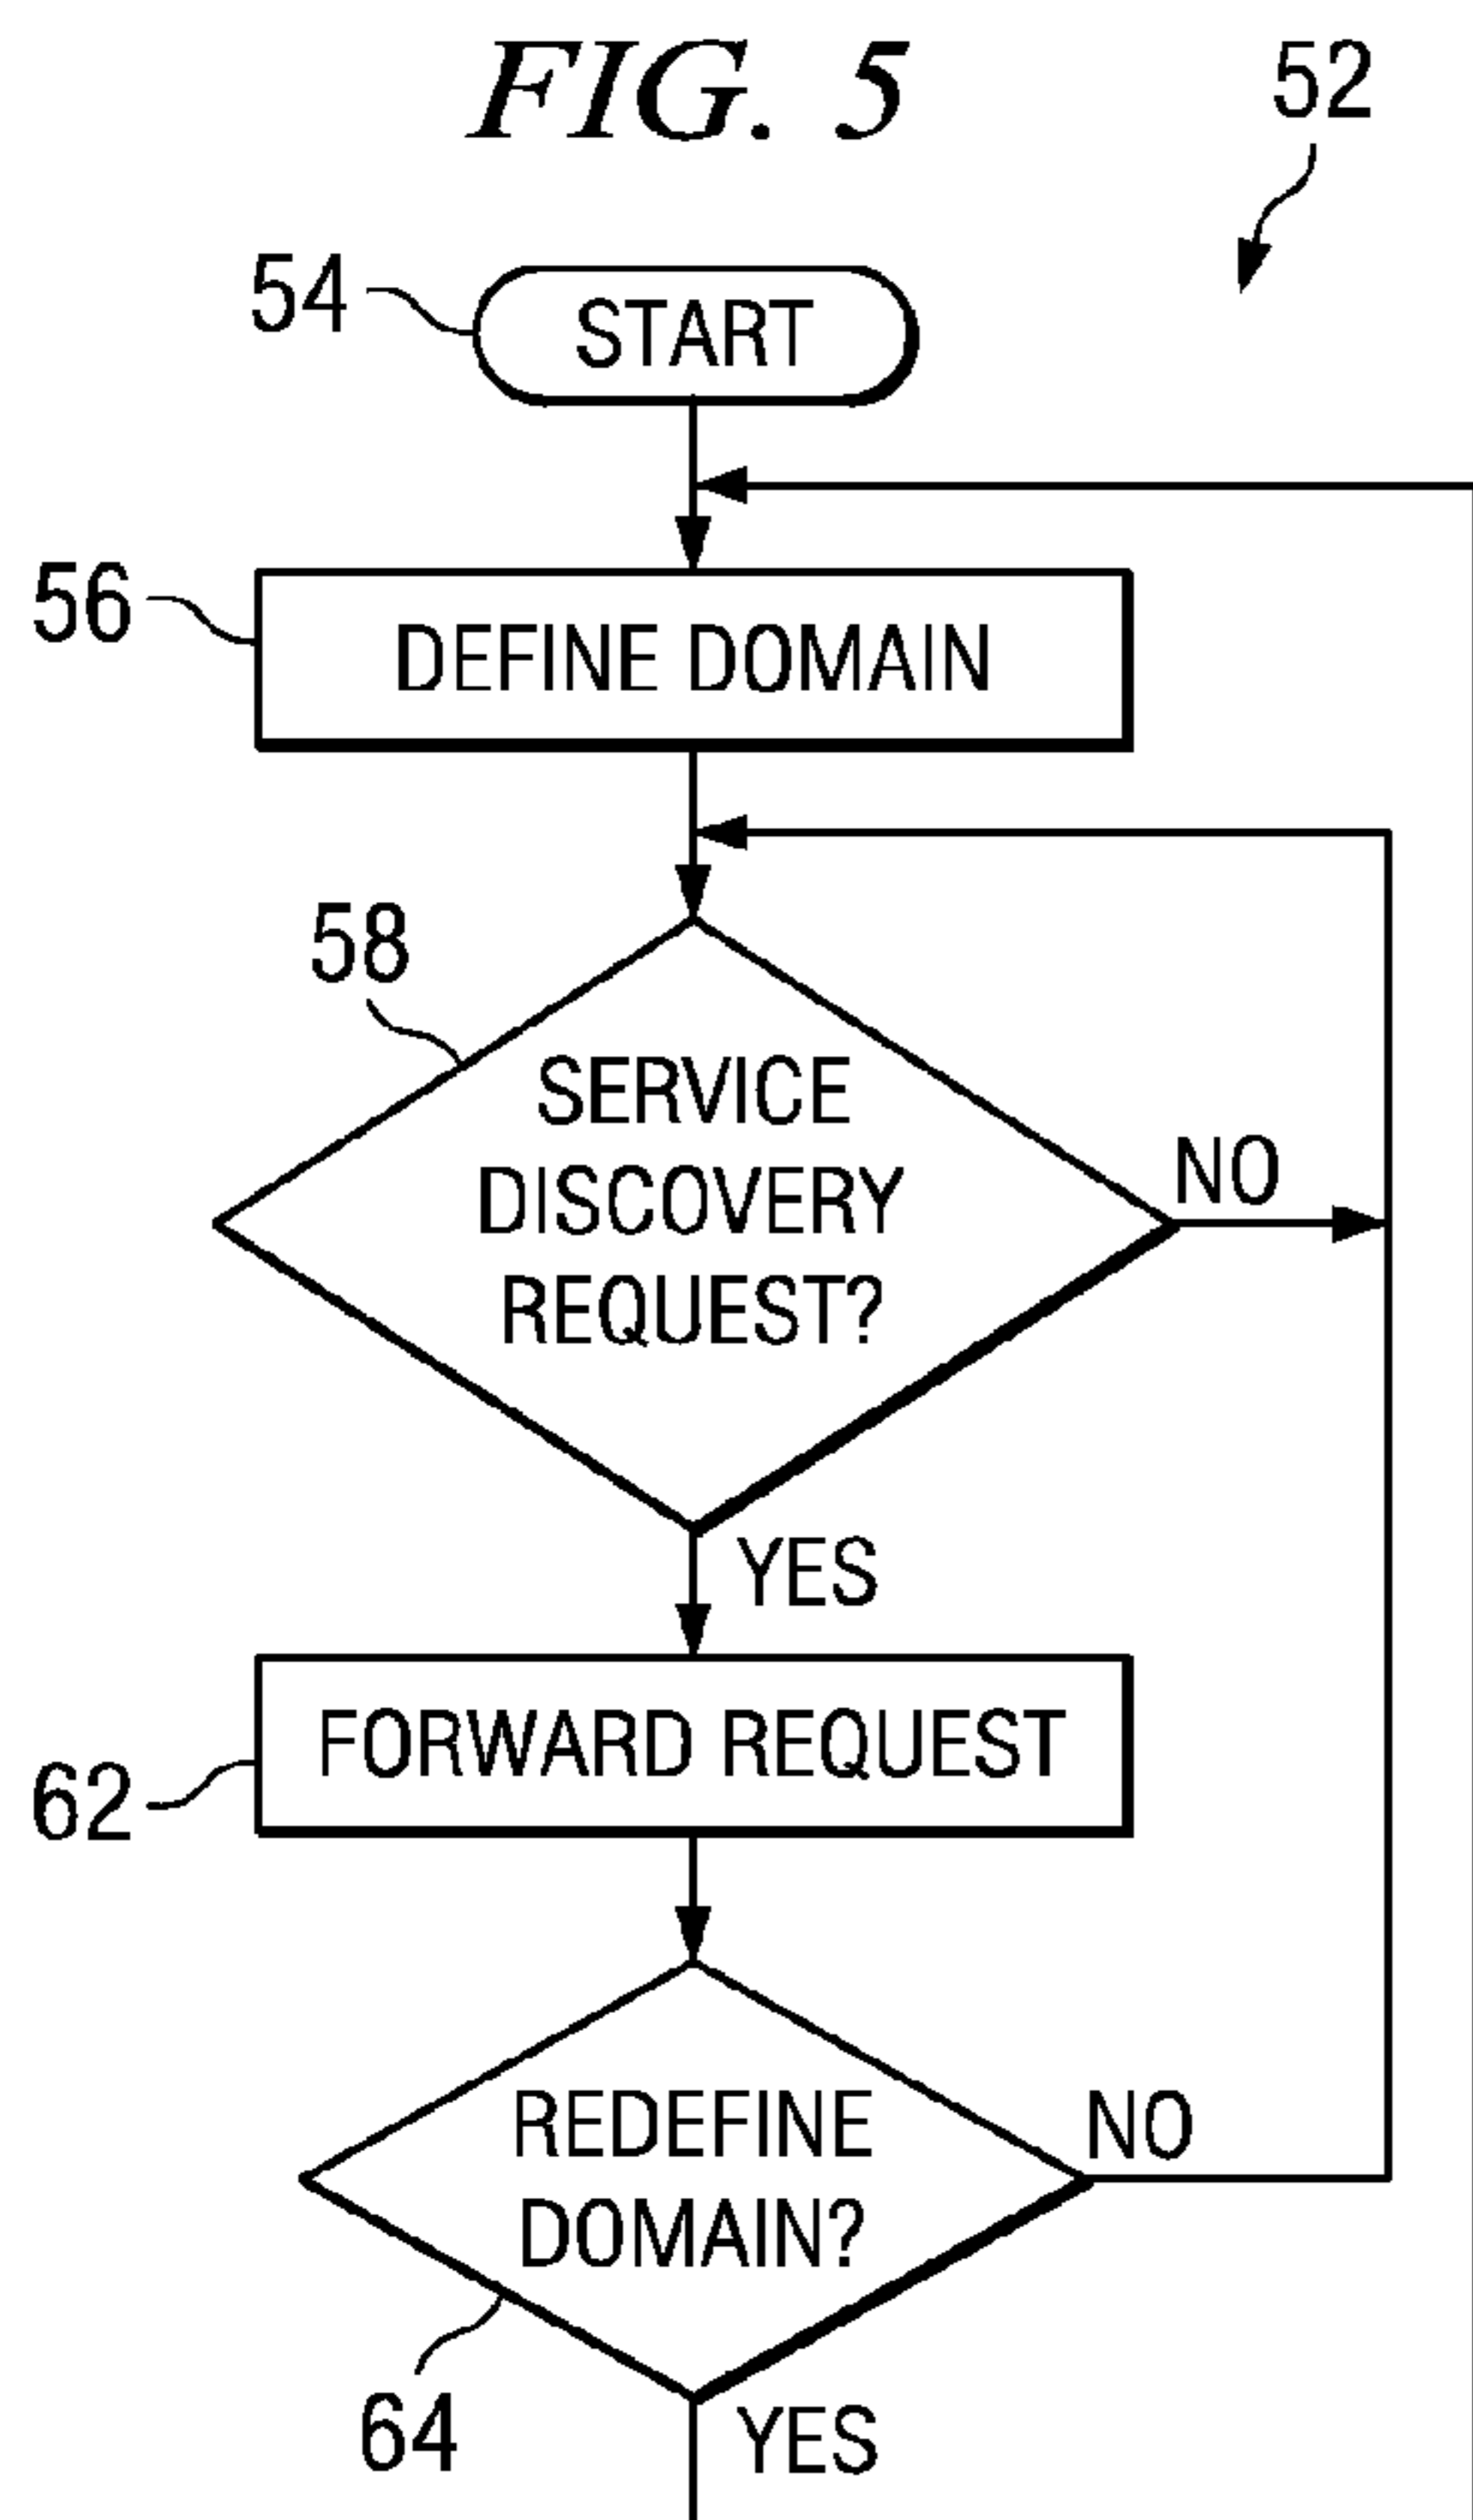 FIG. 5
52
54
START
56
DEFINE DOMAIN
58
SERVICE
DISCOVERY
REQUEST?
NO
YES
FORWARD REQUEST
62
REDEFINE
DOMAIN?
NO
64
YES